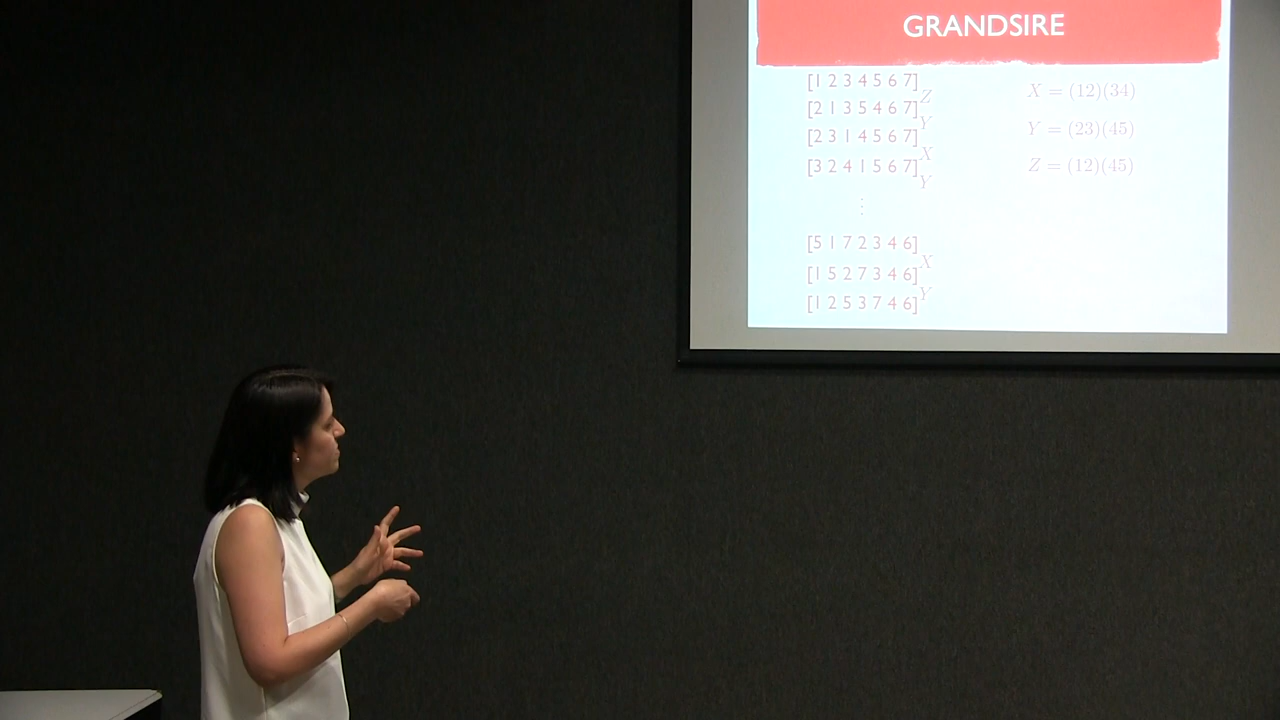 GRANDSIRE
[1 2 3 4 5 6 7]
Z
[2 1 3 5 4 6 7]
Y
[2 3 1 4 5 6 7]
X
[3 2 4 1 5 6 7]
Y
⋮
[5 1 7 2 3 4 6]
X
[1 5 2 7 3 4 6]
Y
[1 2 5 3 7 4 6]
X = (12)(34)
Y = (23)(45)
Z = (12)(45)